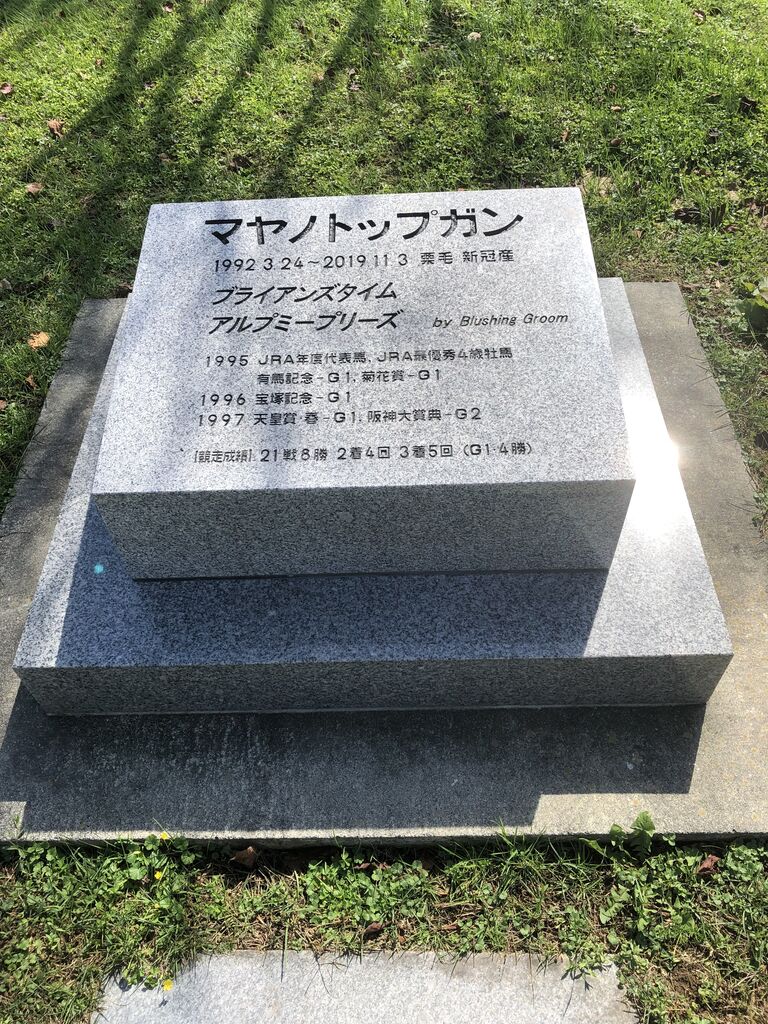 マヤノトップガン
1992 3 24～2019 11 3 栗毛 新冠産
ブライアンズタイム
アルプミープリーズ by Blushing Groom
1995 JRA年度代表馬, JRA最優秀4歳牡馬
有馬記念-G1, 菊花賞-G1
1996 宝塚記念-G1
1997 天皇賞・春-G1, 阪神大賞典-G2
[競走成績] 21戦8勝 2着4回 3着5回 (G1・4勝)